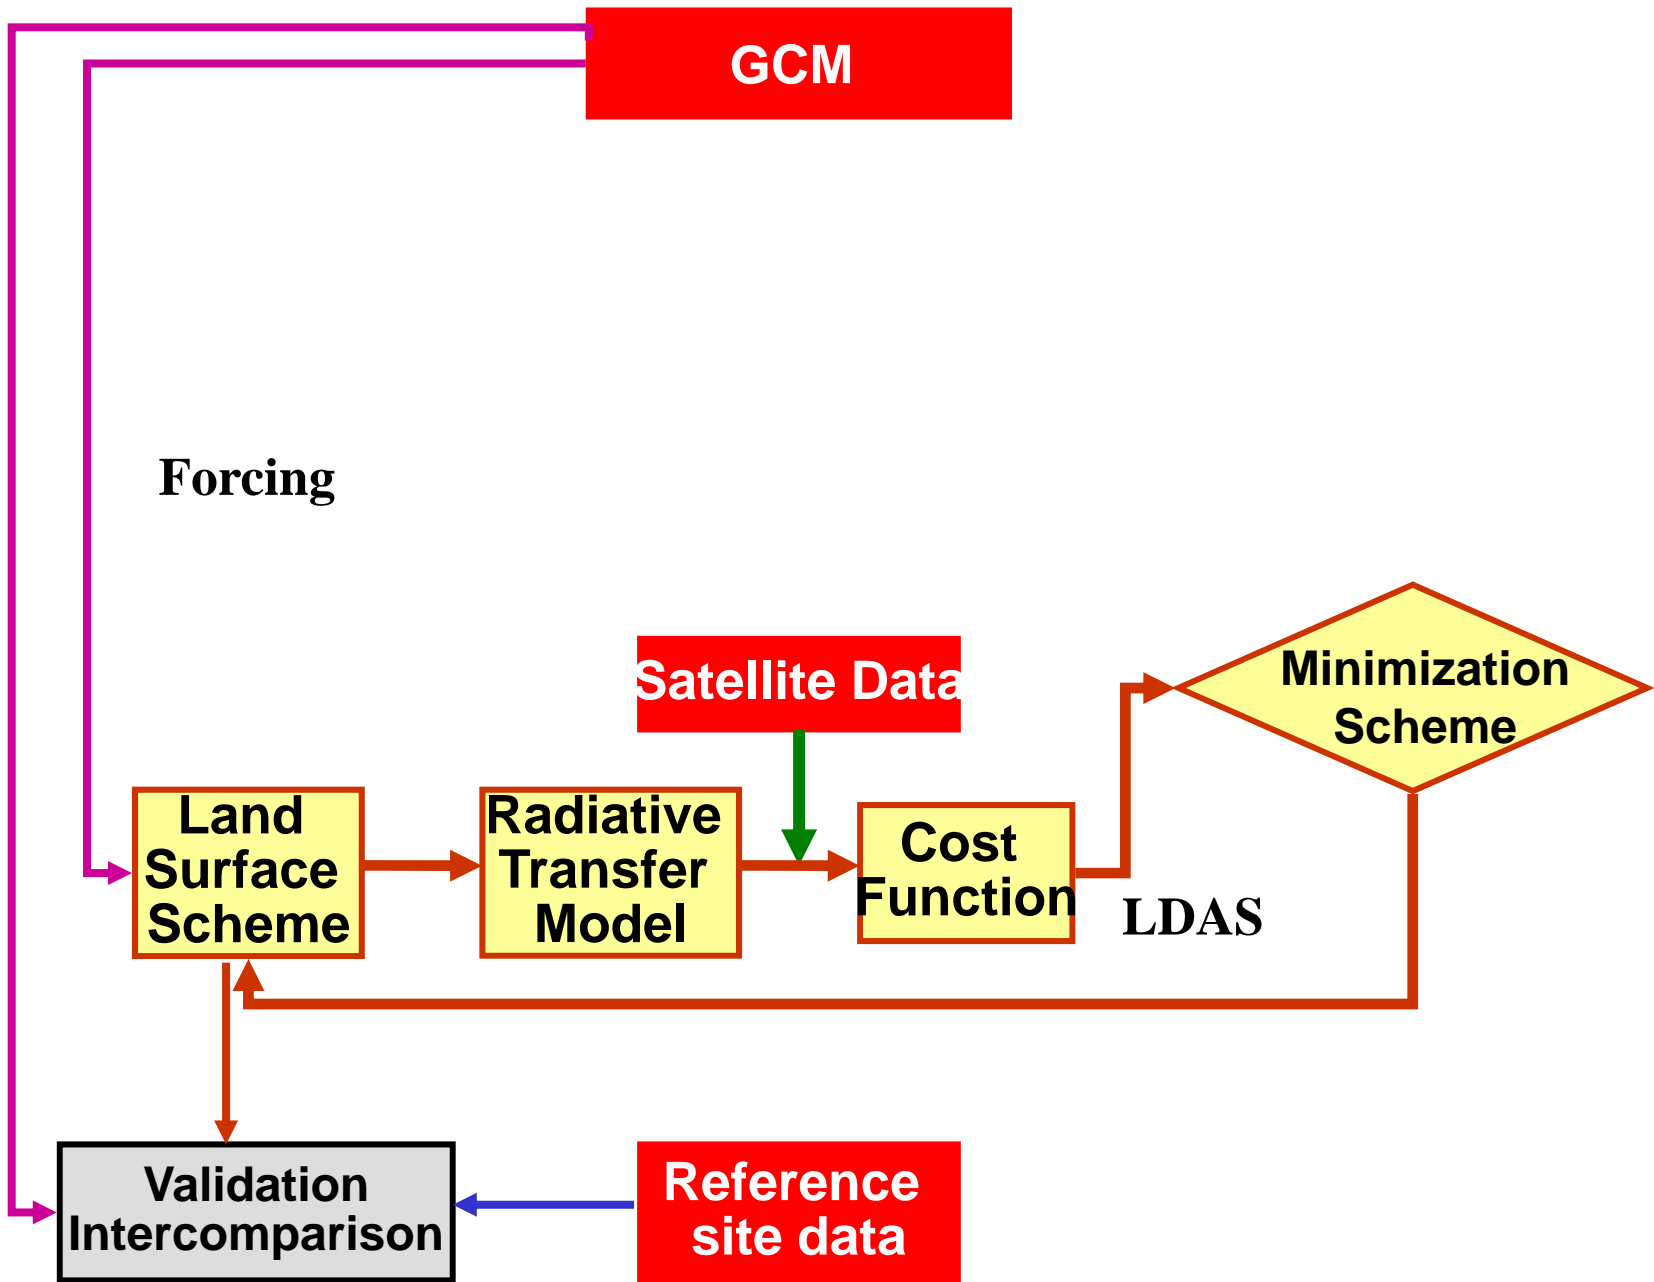 GCM
Forcing
Satellite Data
Minimization
Scheme
Land
Surface
Scheme
Radiative
Transfer
Model
Cost
Function
LDAS
Validation
Intercomparison
Reference
site data